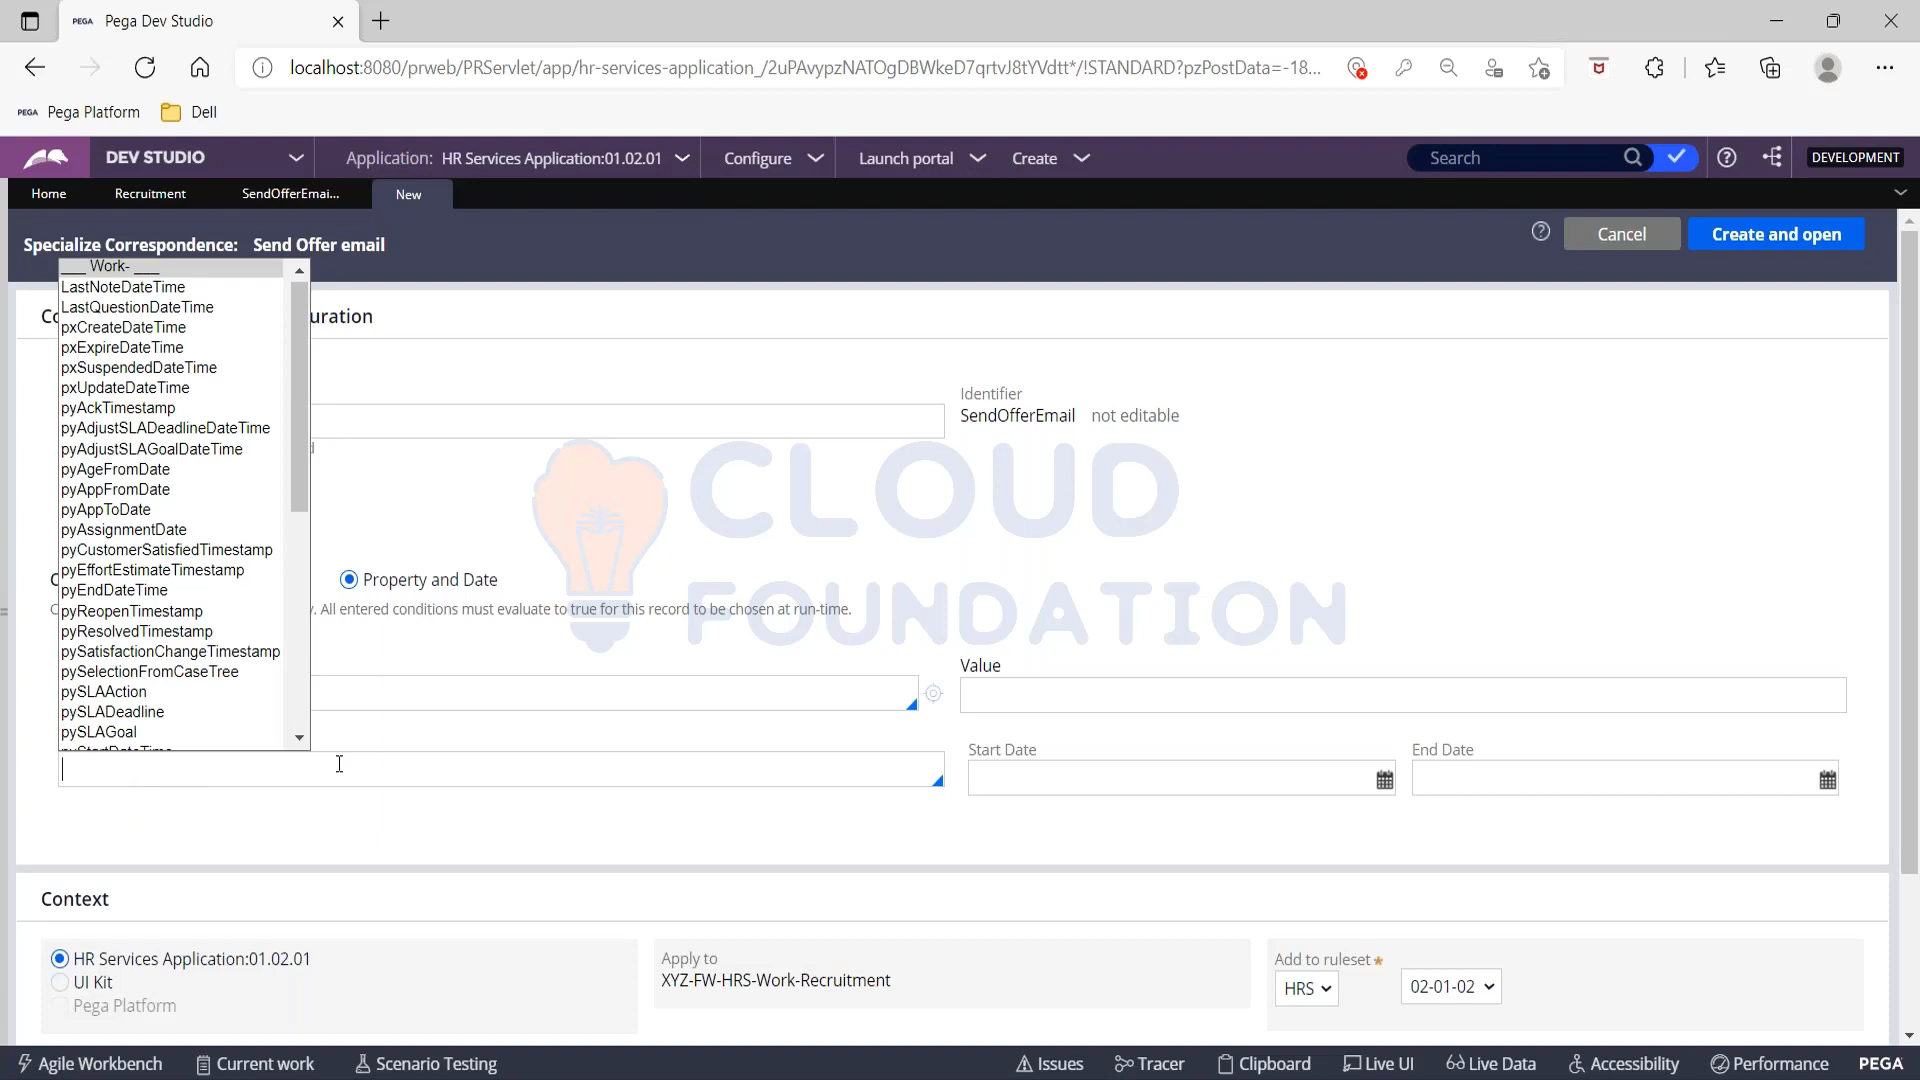 PEGA Pega Dev Studio
localhost:8080/prweb/PRServlet/app/hr-services-application_/2uPAvypzNATOgDBWkeD7qrtvJ8tYVdtt*/!STANDARD?pzPostData=-18...
PEGA Pega Platform Dell
DEV STUDIO Application: HR Services Application:01.02.01 Configure Launch portal Create Search DEVELOPMENT
Home Recruitment SendOfferEmai... New
Specialize Correspondence: Send Offer email Cancel Create and open
___ Work- ___
LastNoteDateTime
uration
LastQuestionDateTime
pxCreateDateTime
pxExpireDateTime
pxSuspendedDateTime
pxUpdateDateTime
Identifier
pyAckTimestamp
SendOfferEmail not editable
pyAdjustSLADeadlineDateTime
pyAdjustSLAGoalDateTime
pyAgeFromDate
pyAppFromDate
pyAppToDate
pyAssignmentDate
CLOUD
FOUNDATION
pyCustomerSatisfiedTimestamp
pyEffortEstimateTimestamp
Property and Date
pyEndDateTime
pyReopenTimestamp
. All entered conditions must evaluate to true for this record to be chosen at run-time.
pyResolvedTimestamp
pySatisfactionChangeTimestamp
pySelectionFromCaseTree
Value
pySLAAction
pySLADeadline
pySLAGoal
pyStartDateTime
Start Date End Date
Context
HR Services Application:01.02.01
UI Kit
Pega Platform
Apply to
XYZ-FW-HRS-Work-Recruitment
Add to ruleset*
HRS 02-01-02
Agile Workbench Current work Scenario Testing Issues Tracer Clipboard Live UI Live Data Accessibility Performance PEGA